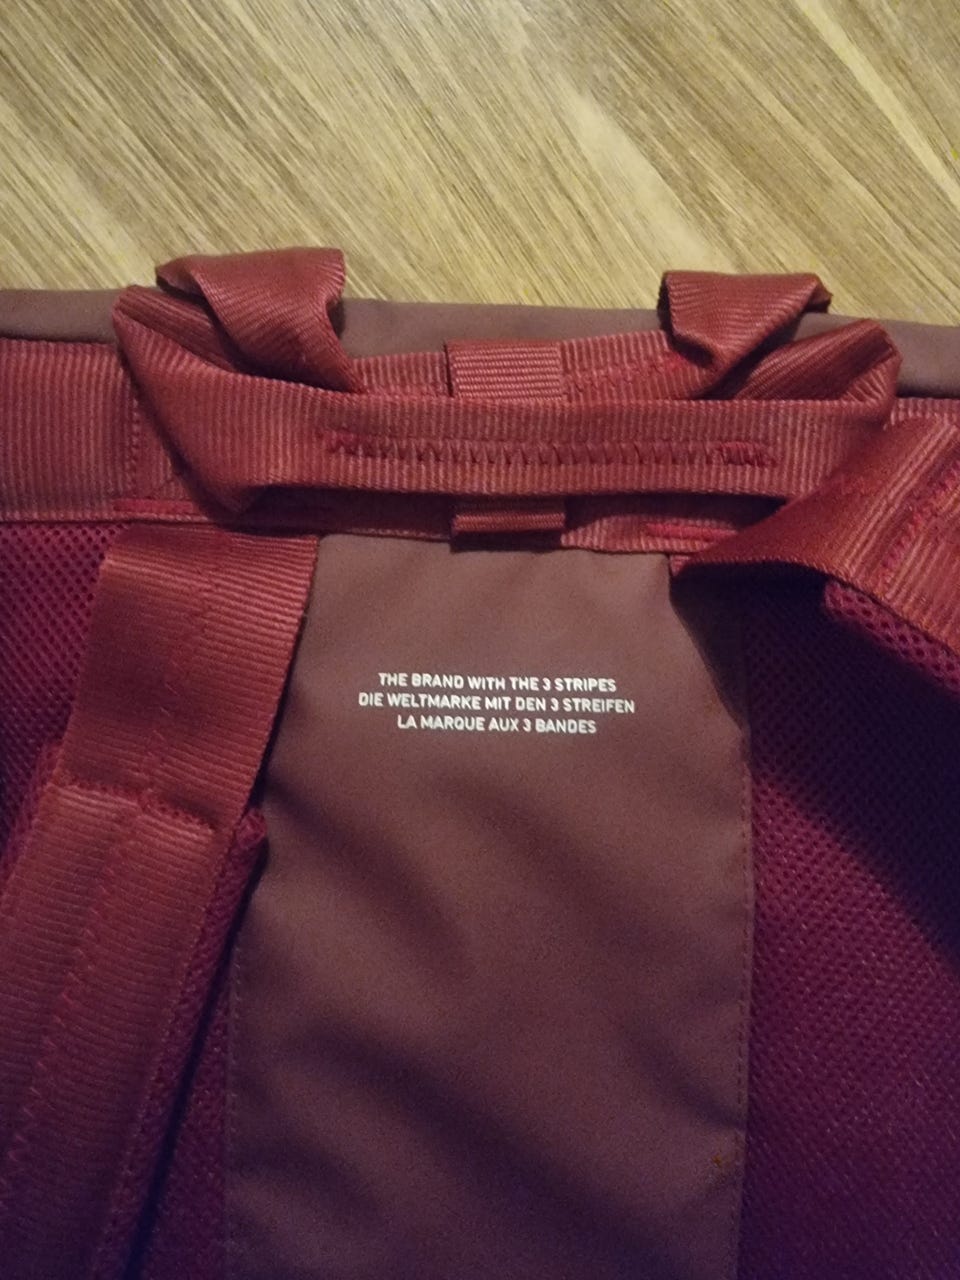 THE BRAND WITH THE 3 STRIPES
DIE WELTMARKE MIT DEN 3 STREIFEN
LA MARQUE AUX 3 BANDES